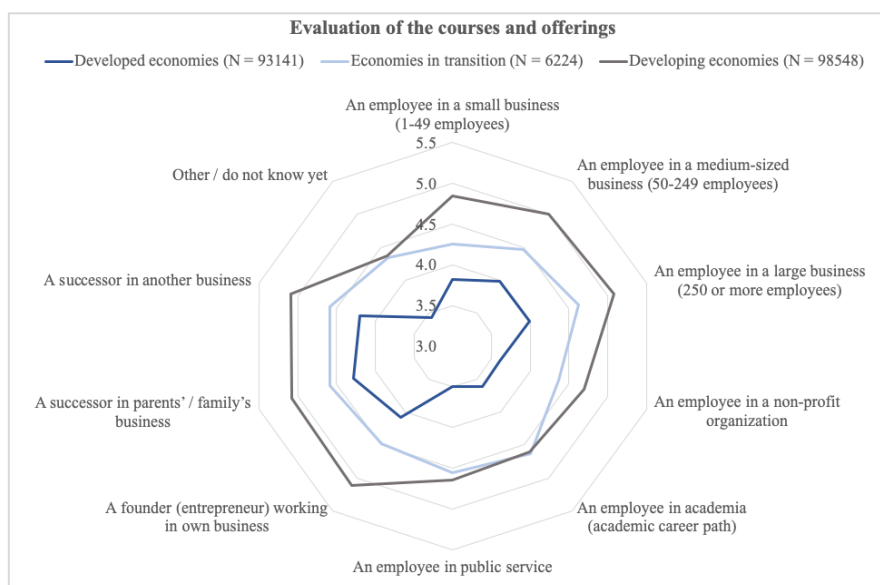 Evaluation of the courses and offerings
Developed economies (N = 93141) Economies in transition (N = 6224) Developing economies (N = 98548)
An employee in a small business
(1-49 employees)
5.5
5.0
4.5
4.0
3.5
3.0
An employee in a medium-sized
business (50-249 employees)
An employee in a large business
(250 or more employees)
An employee in a non-profit
organization
An employee in academia
(academic career path)
An employee in public service
A founder (entrepreneur) working
in own business
A successor in parents’ / family’s
business
A successor in another business
Other / do not know yet